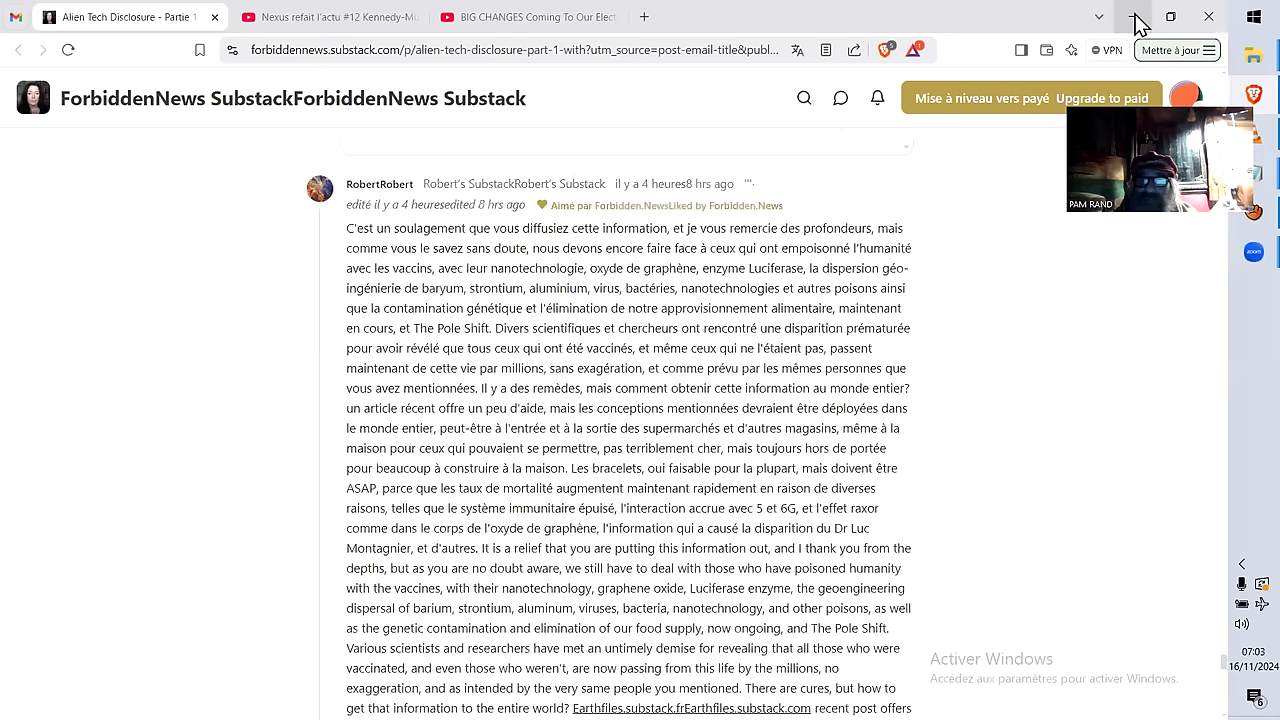 Alien Tech Disclosure - Partie 1
Nexus refait l'actu #12 Kennedy-Mu
BIG CHANGES Coming To Our Elect
forbiddennews.substack.com/p/alien-tech-disclosure-part-1-with?utm_source=post-email-title&publ...
5
1
VPN
Mettre à jour
ForbiddenNews SubstackForbiddenNews Substack
Mise à niveau vers payé Upgrade to paid
PAM RAND
RobertRobert Robert's SubstackRobert's Substack il y a 4 heures8 hrs ago
edité il y a 4 heuresedited 8 hrs ago Aimé par Forbidden.NewsLiked by Forbidden.News
C'est un soulagement que vous diffusiez cette information, et je vous remercie des profondeurs, mais
comme vous le savez sans doute, nous devons encore faire face à ceux qui ont empoisonné l'humanité
avec les vaccins, avec leur nanotechnologie, oxyde de graphène, enzyme Luciferase, la dispersion géo-
ingénierie de baryum, strontium, aluminium, virus, bactéries, nanotechnologies et autres poisons ainsi
que la contamination génétique et l'élimination de notre approvisionnement alimentaire, maintenant
en cours, et The Pole Shift. Divers scientifiques et chercheurs ont rencontré une disparition prématurée
pour avoir révélé que tous ceux qui ont été vaccinés, et même ceux qui ne l'étaient pas, passent
maintenant de cette vie par millions, sans exagération, et comme prévu par les mêmes personnes que
vous avez mentionnées. Il y a des remèdes, mais comment obtenir cette information au monde entier?
un article récent offre un peu d'aide, mais les conceptions mentionnées devraient être déployées dans
le monde entier, peut-être à l'entrée et à la sortie des supermarchés et d'autres magasins, même à la
maison pour ceux qui pouvaient se permettre, pas terriblement cher, mais toujours hors de portée
pour beaucoup à construire à la maison. Les bracelets, oui faisable pour la plupart, mais doivent être
ASAP, parce que les taux de mortalité augmentent maintenant rapidement en raison de diverses
raisons, telles que le système immunitaire épuisé, l'interaction accrue avec 5 et 6G, et l'effet raxor
comme dans le corps de l'oxyde de graphène, l'information qui a causé la disparition du Dr Luc
Montagnier, et d'autres. It is a relief that you are putting this information out, and I thank you from the
depths, but as you are no doubt aware, we still have to deal with those who have poisoned humanity
with the vaccines, with their nanotechnology, graphene oxide, Luciferase enzyme, the geoengineering
dispersal of barium, strontium, aluminum, viruses, bacteria, nanotechnology, and other poisons, as well
as the genetic contamination and elimination of our food supply, now ongoing, and The Pole Shift.
Various scientists and researchers have met an untimely demise for revealing that all those who were
vaccinated, and even those who weren't, are now passing from this life by the millions, no
exaggeration, and as intended by the very same people you mentioned. There are cures, but how to
get that information to the entire world? Earthfiles.substack.frEarthfiles.substack.com recent post offers
Activer Windows
Accédez aux paramètres pour activer Windows.
zoom
07:03
16/11/2024
6